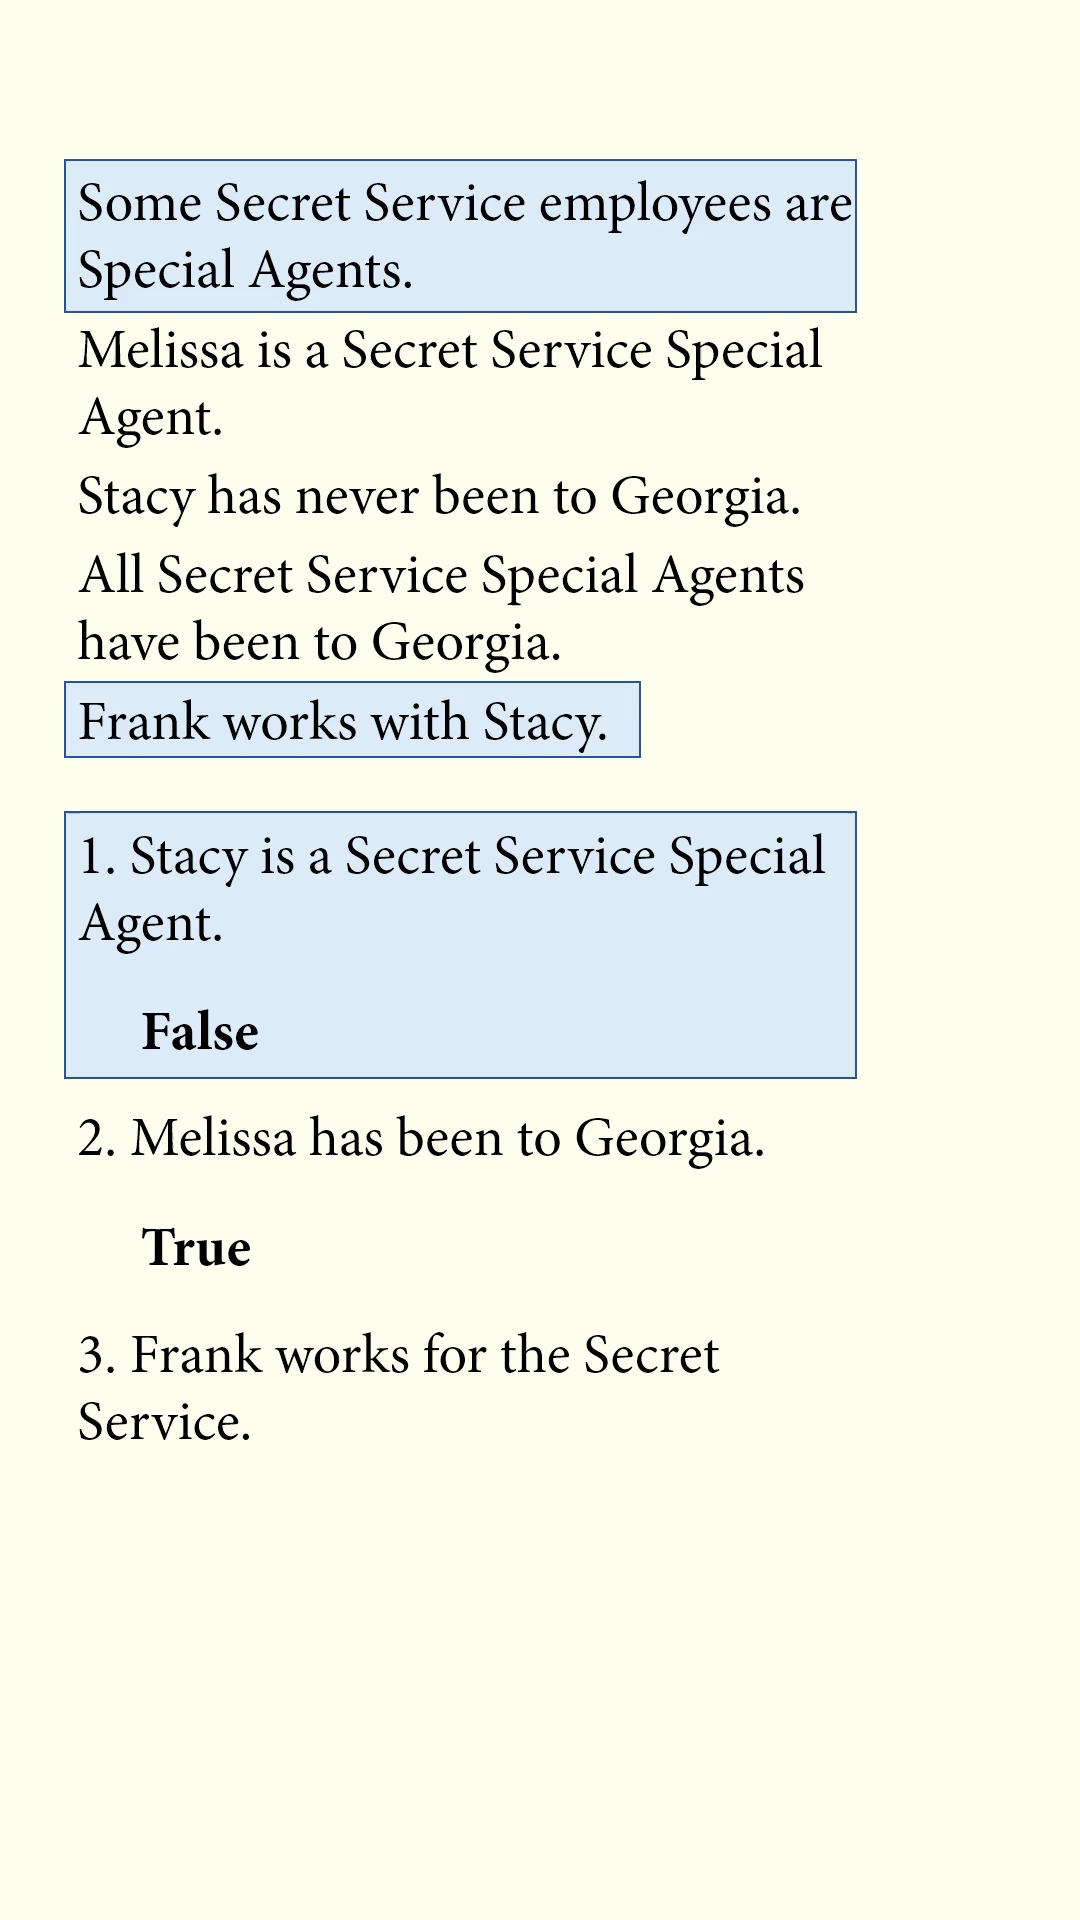 Some Secret Service employees are
Special Agents.
Melissa is a Secret Service Special
Agent.
Stacy has never been to Georgia.
All Secret Service Special Agents
have been to Georgia.
Frank works with Stacy.
1. Stacy is a Secret Service Special
Agent.
False
2. Melissa has been to Georgia.
True
3. Frank works for the Secret
Service.